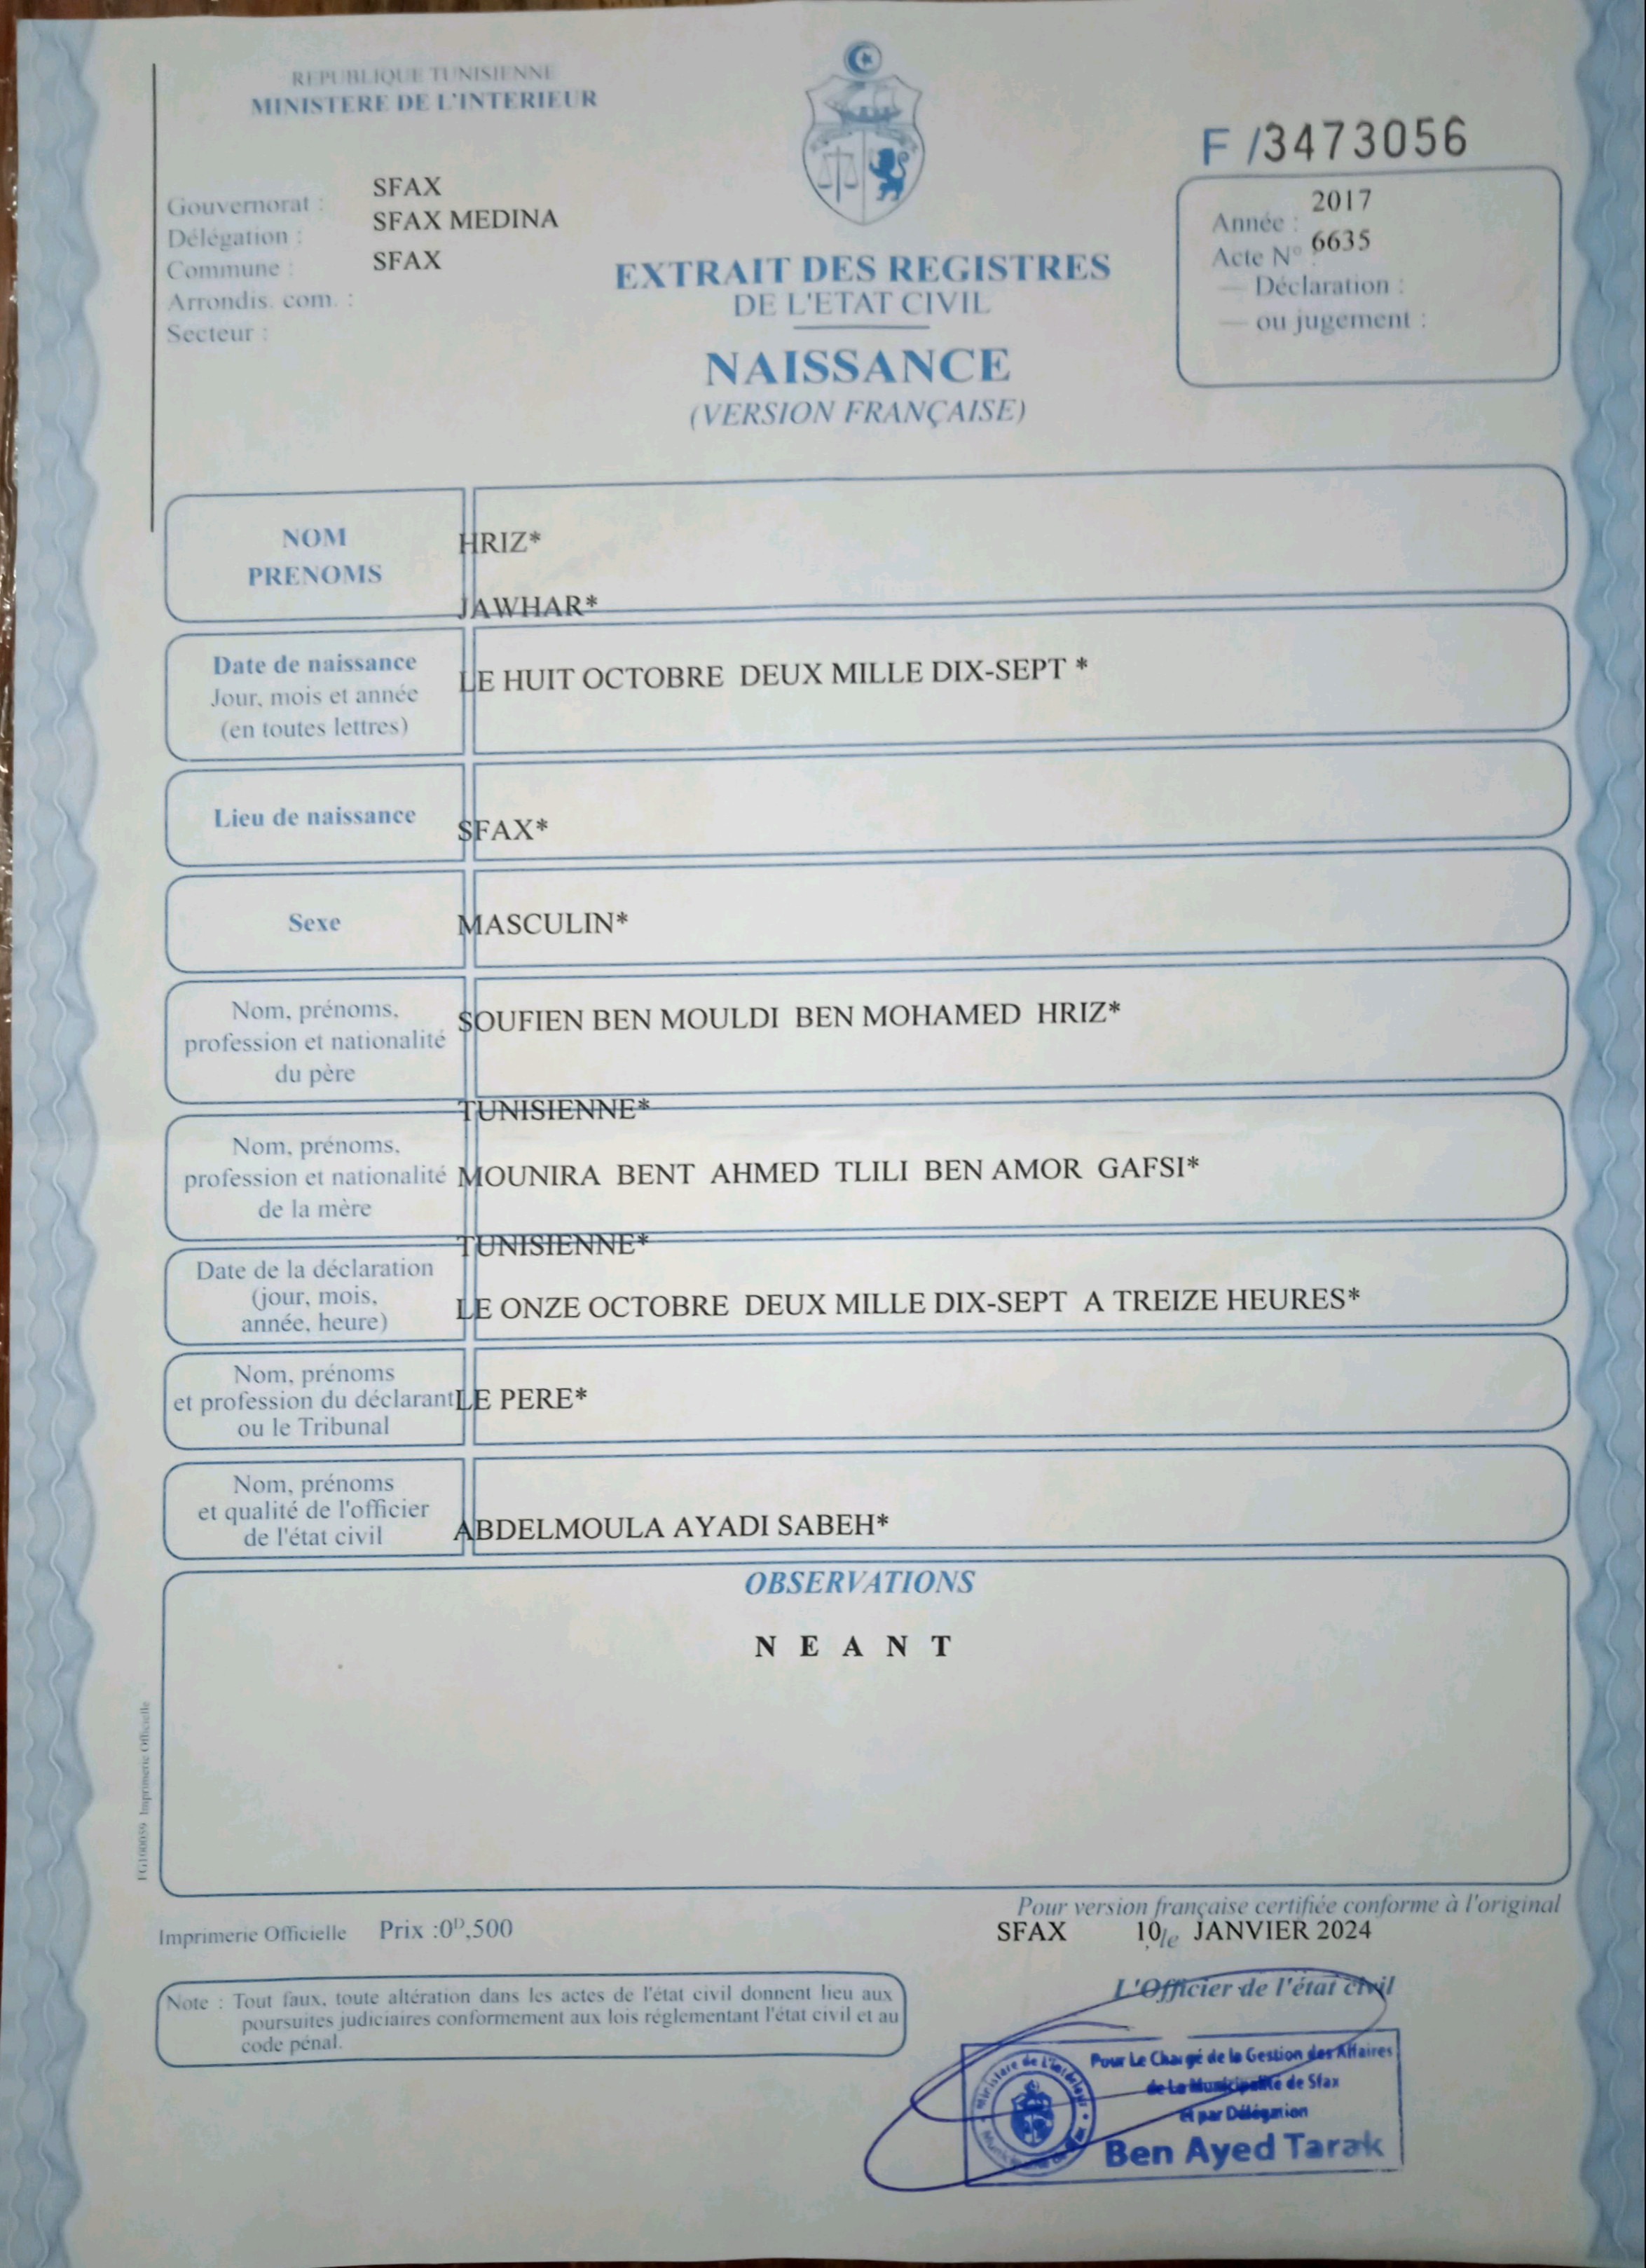 REPUBLIQUE TUNISIENNE
MINISTERE DE L'INTERIEUR
F /3473056
Gouvernorat : SFAX
Délégation : SFAX MEDINA
Commune : SFAX
Arrondis. com. :
Secteur :
Année : 2017
Acte N° : 6635
— Déclaration :
— ou jugement :
EXTRAIT DES REGISTRES
DE L'ETAT CIVIL
NAISSANCE
(VERSION FRANÇAISE)
NOM
PRENOMS
HRIZ*
JAWHAR*
Date de naissance
Jour, mois et année
(en toutes lettres)
LE HUIT OCTOBRE DEUX MILLE DIX-SEPT *
Lieu de naissance
SFAX*
Sexe
MASCULIN*
Nom, prénoms,
profession et nationalité
du père
SOUFIEN BEN MOULDI BEN MOHAMED HRIZ*
TUNISIENNE*
Nom, prénoms,
profession et nationalité
de la mère
MOUNIRA BENT AHMED TLILI BEN AMOR GAFSI*
TUNISIENNE*
Date de la déclaration
(jour, mois,
année, heure)
LE ONZE OCTOBRE DEUX MILLE DIX-SEPT A TREIZE HEURES*
Nom, prénoms
et profession du déclarant
ou le Tribunal
LE PERE*
Nom, prénoms
et qualité de l'officier
de l'état civil
ABDELMOULA AYADI SABEH*
OBSERVATIONS
N E A N T
Imprimerie Officielle
Pour version française certifiée conforme à l'original
Imprimerie Officielle Prix :0ᴰ,500
SFAX 10 le JANVIER 2024
L'Officier de l'état civil
Note : Tout faux, toute altération dans les actes de l'état civil donnent lieu aux
poursuites judiciaires conformement aux lois réglementant l'état civil et au
code pénal.
Ministère de L'intérieur
Pour Le Chargé de la Gestion des Affaires
de La Municipalité de Sfax
et par Délégation
Ben Ayed Tarak